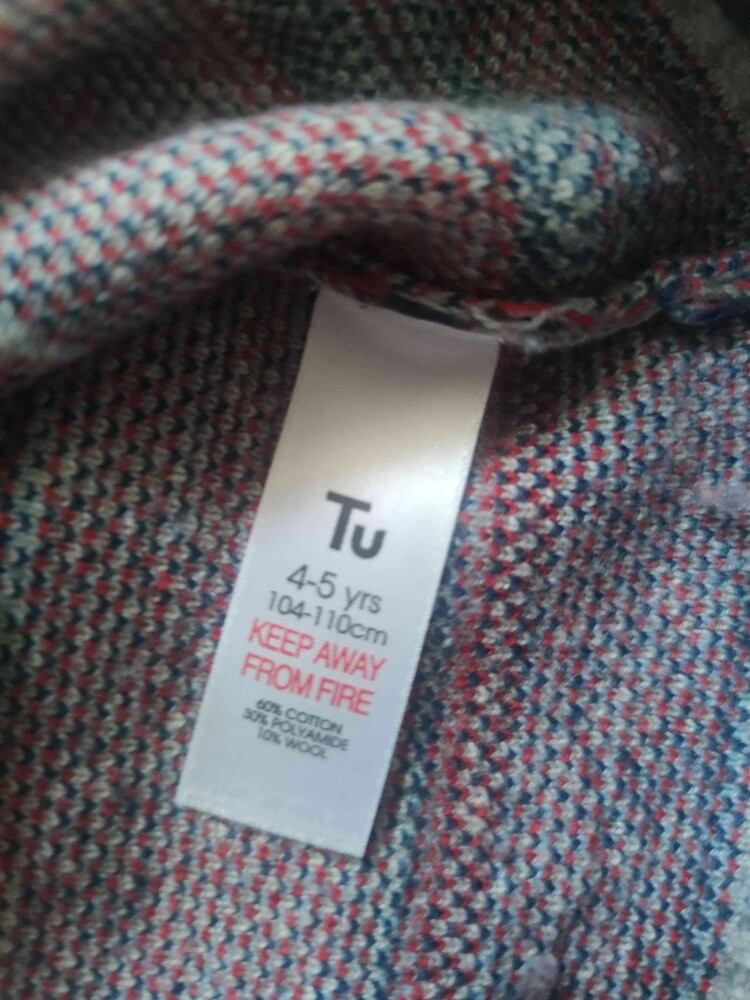 Tu
4-5 yrs
104-110cm
KEEP AWAY
FROM FIRE
60% COTTON
30% POLYAMIDE
10% WOOL